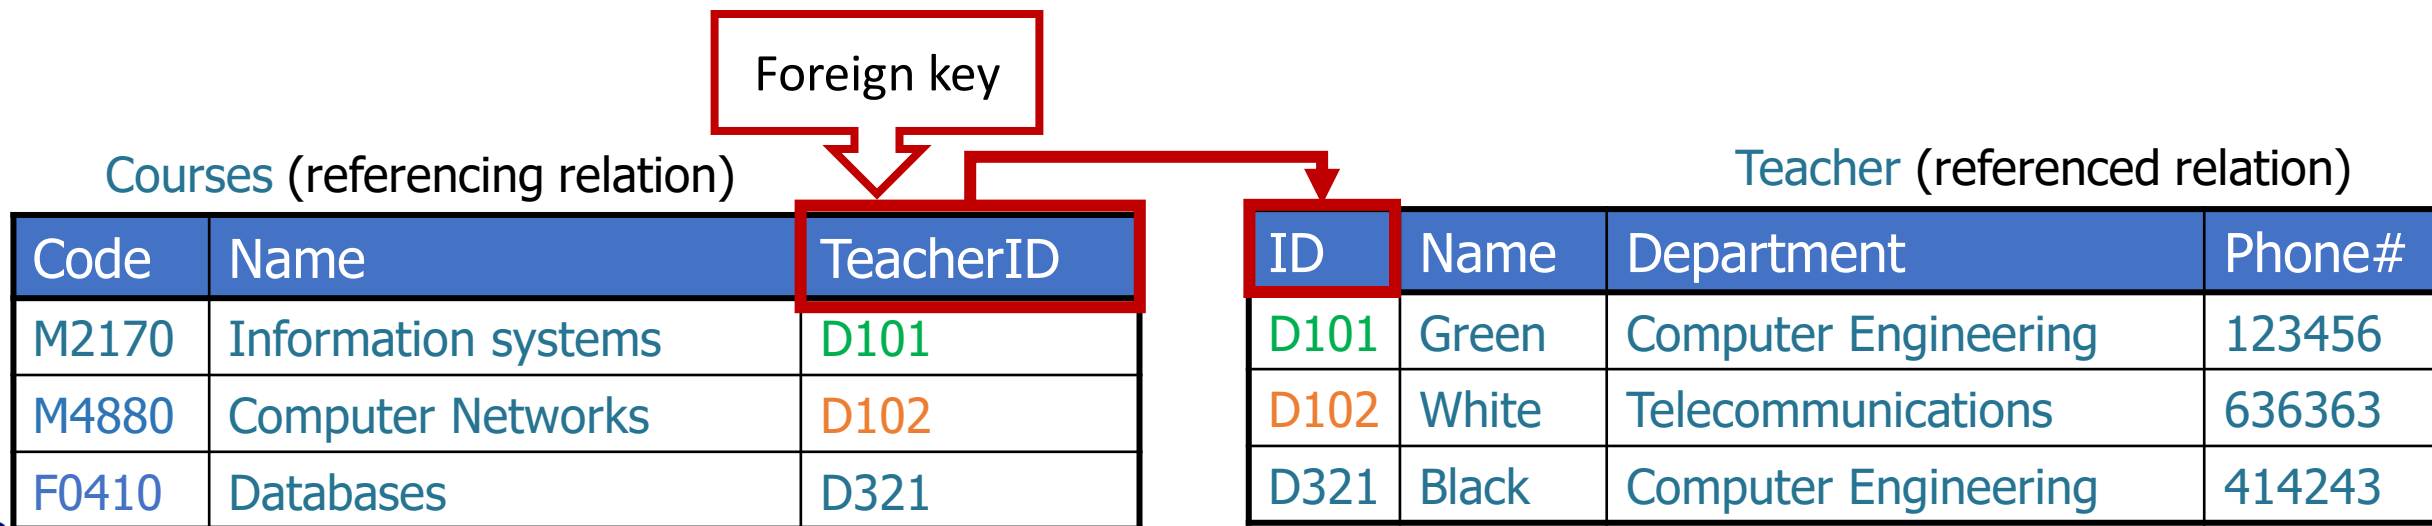 Foreign key
Courses (referencing relation)
Teacher (referenced relation)
Code Name TeacherID
M2170 Information systems D101
M4880 Computer Networks D102
F0410 Databases D321
ID Name Department Phone#
D101 Green Computer Engineering 123456
D102 White Telecommunications 636363
D321 Black Computer Engineering 414243